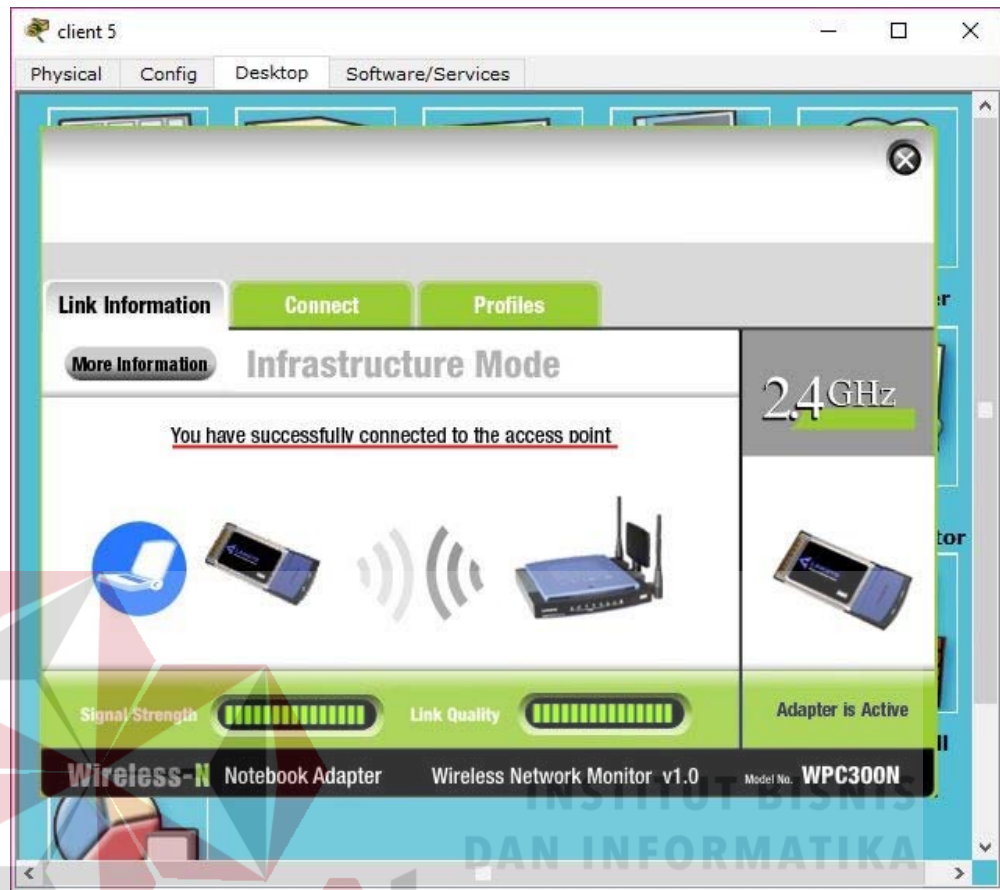 client 5
Physical Config Desktop Software/Services
Link Information Connect Profiles
More Information Infrastructure Mode
2.4 GHz
You have successfully connected to the access point
Signal Strength Link Quality Adapter is Active
Wireless-N Notebook Adapter Wireless Network Monitor v1.0 Model No. WPC300N
INSTITUT BISNIS
DAN INFORMATIKA